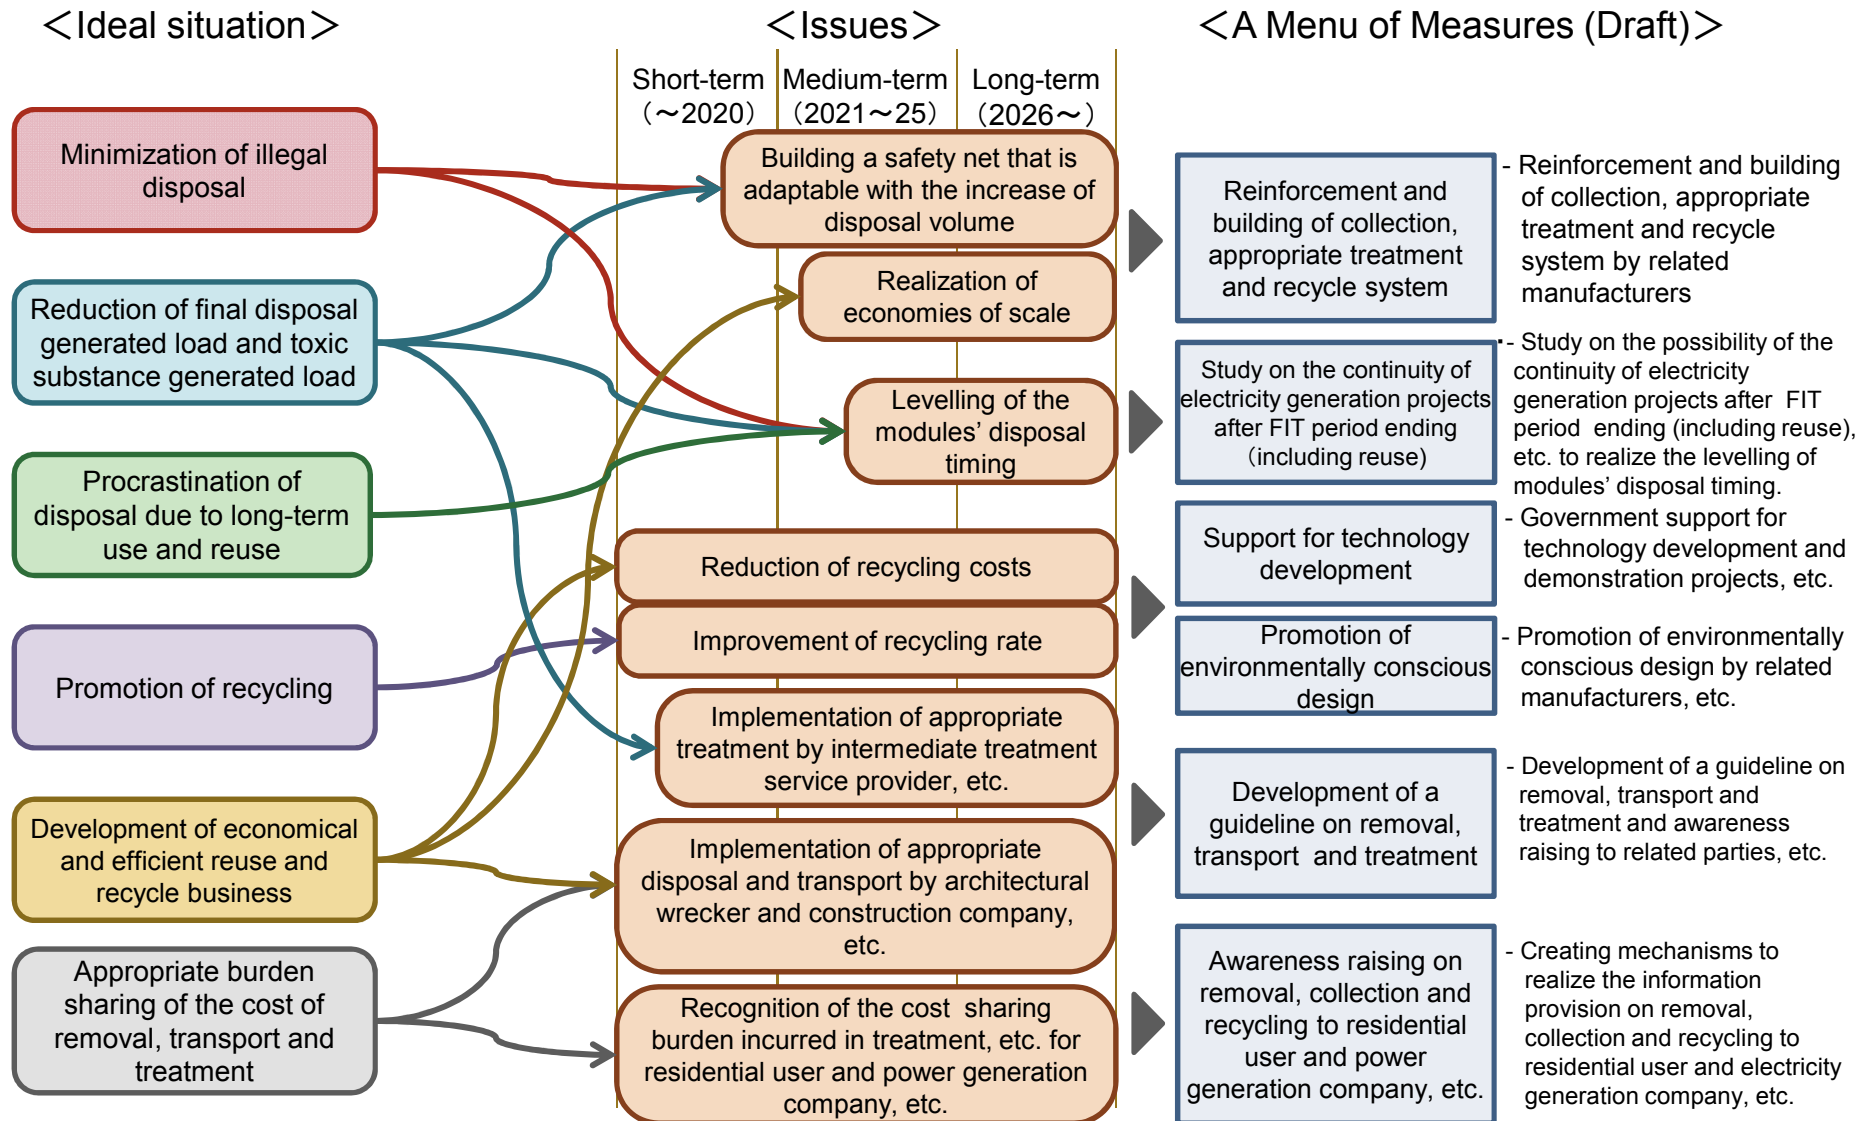 ＜Ideal situation＞
＜Issues＞
＜A Menu of Measures (Draft)＞
Short-term
（～2020）
Medium-term
（2021～25）
Long-term
（2026～）
Minimization of illegal
disposal
Reduction of final disposal
generated load and toxic
substance generated load
Procrastination of
disposal due to long-term
use and reuse
Promotion of recycling
Development of economical
and efficient reuse and
recycle business
Appropriate burden
sharing of the cost of
removal, transport and
treatment
Building a safety net that is
adaptable with the increase of
disposal volume
Realization of
economies of scale
Levelling of the
modules’ disposal
timing
Reduction of recycling costs
Improvement of recycling rate
Implementation of appropriate
treatment by intermediate treatment
service provider, etc.
Implementation of appropriate
disposal and transport by architectural
wrecker and construction company,
etc.
Recognition of the cost sharing
burden incurred in treatment, etc. for
residential user and power generation
company, etc.
Reinforcement and
building of collection,
appropriate treatment
and recycle system
Study on the continuity of
electricity generation projects
after FIT period ending
（including reuse）
Support for technology
development
Promotion of
environmentally conscious
design
Development of a
guideline on removal,
transport and treatment
Awareness raising on
removal, collection and
recycling to residential
user and power
generation company, etc.
- Reinforcement and building
of collection, appropriate
treatment and recycle
system by related
manufacturers
- Study on the possibility of the
continuity of electricity
generation projects after FIT
period ending (including reuse),
etc. to realize the levelling of
modules’ disposal timing.
- Government support for
technology development and
demonstration projects, etc.
- Promotion of environmentally
conscious design by related
manufacturers, etc.
- Development of a guideline on
removal, transport and
treatment and awareness
raising to related parties, etc.
- Creating mechanisms to
realize the information
provision on removal,
collection and recycling to
residential user and electricity
generation company, etc.